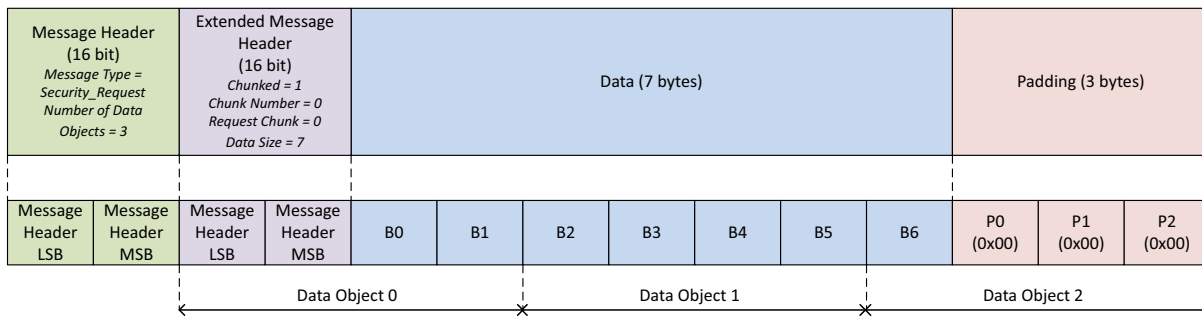 Message Header
(16 bit)
Message Type =
Security_Request
Number of Data
Objects = 3
Extended Message
Header
(16 bit)
Chunked = 1
Chunk Number = 0
Request Chunk = 0
Data Size = 7
Data (7 bytes)
Padding (3 bytes)
Message
Header
LSB
Message
Header
MSB
Message
Header
LSB
Message
Header
MSB
B0
B1
B2
B3
B4
B5
B6
P0
(0x00)
P1
(0x00)
P2
(0x00)
Data Object 0
Data Object 1
Data Object 2